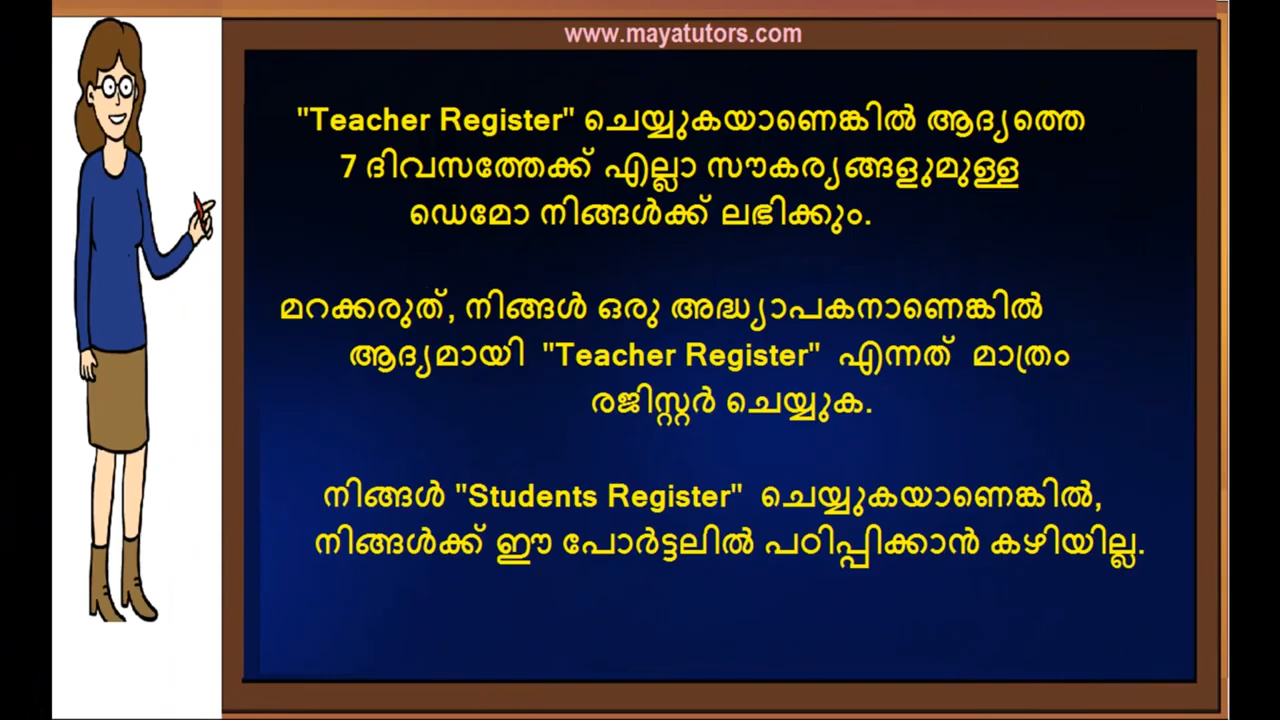 www.mayatutors.com
"Teacher Register" ചെയ്യുകയാണെങ്കിൽ ആദ്യത്തെ
7 ദിവസത്തേക്ക് എല്ലാ സൗകര്യങ്ങളുമുള്ള
ഡെമോ നിങ്ങൾക്ക് ലഭിക്കും.
മറക്കരുത്, നിങ്ങൾ ഒരു അദ്ധ്യാപകനാണെങ്കിൽ
ആദ്യമായി "Teacher Register" എന്നത് മാത്രം
രജിസ്റ്റർ ചെയ്യുക.
നിങ്ങൾ "Students Register" ചെയ്യുകയാണെങ്കിൽ,
നിങ്ങൾക്ക് ഈ പോർട്ടലിൽ പഠിപ്പിക്കാൻ കഴിയില്ല.